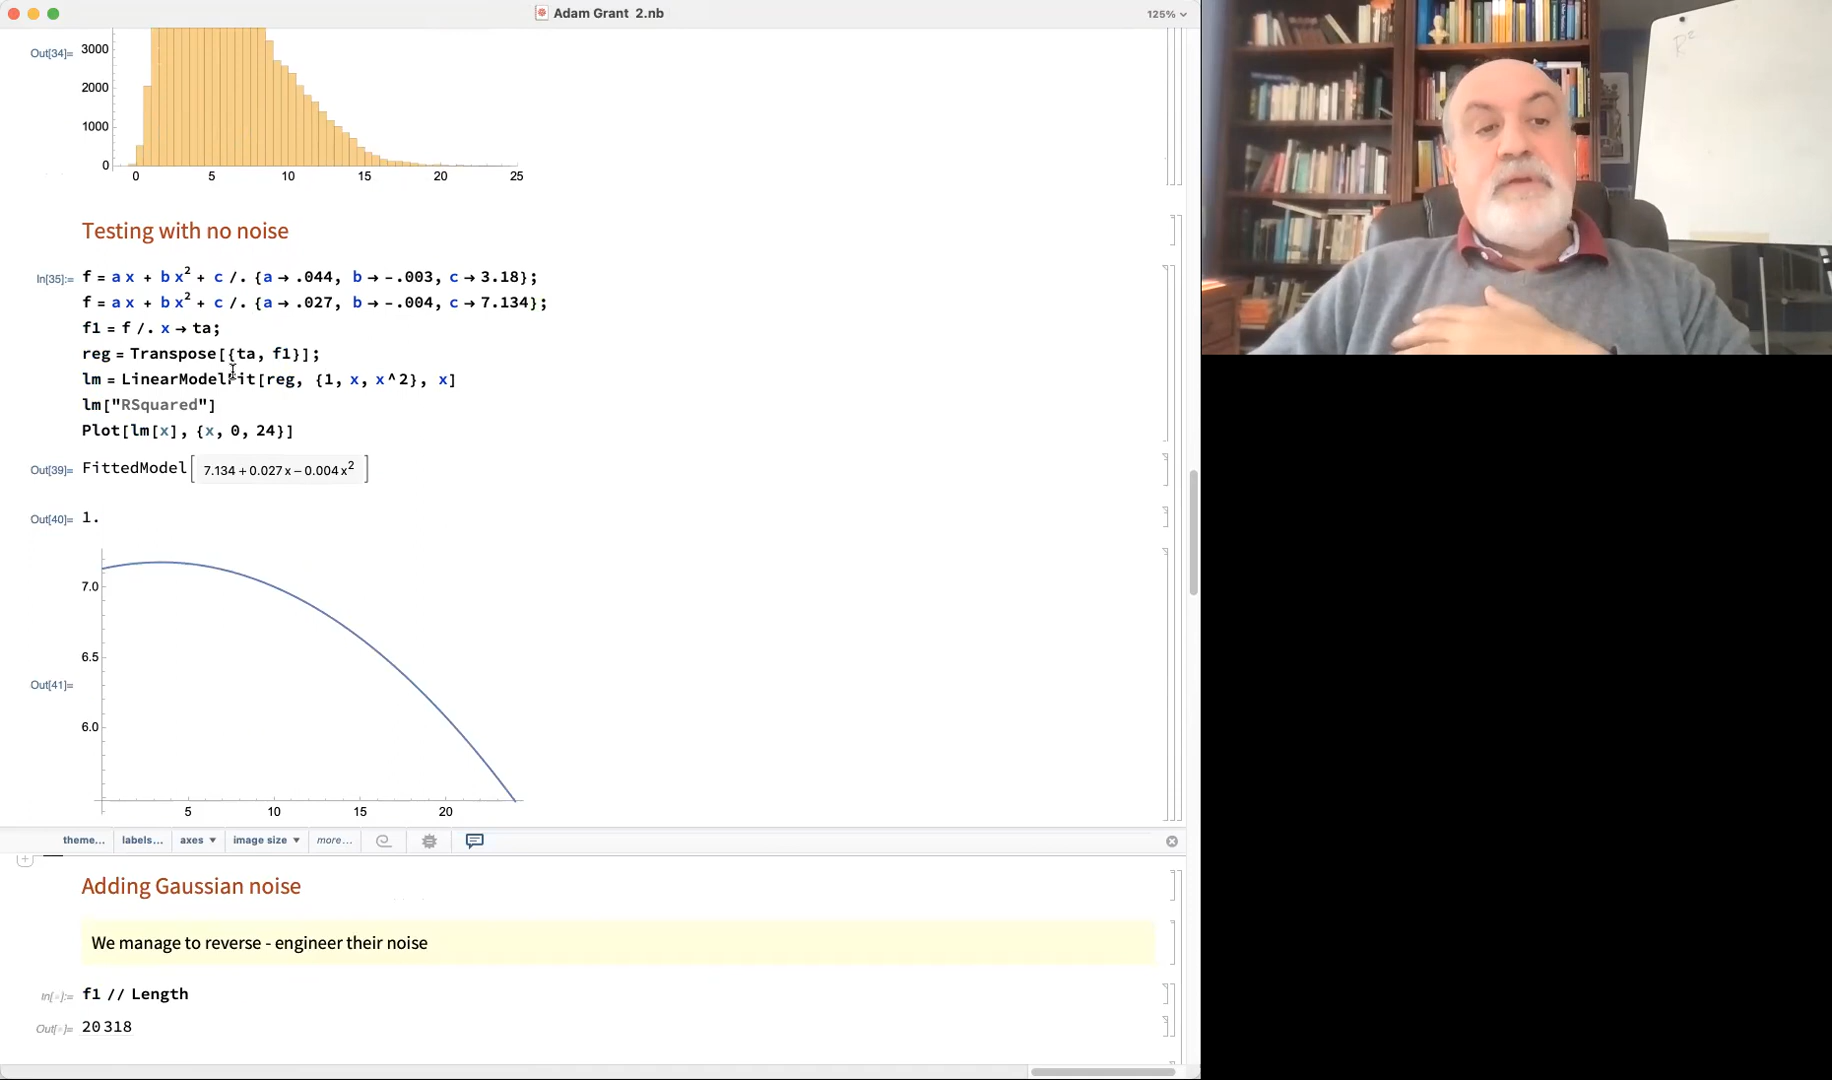 Adam Grant 2.nb
125%
Out[34]=
3000
2000
1000
0
0 5 10 15 20 25
Testing with no noise
In[35]:= f = a x + b x² + c /. {a → .044, b → -.003, c → 3.18};
f = a x + b x² + c /. {a → .027, b → -.004, c → 7.134};
f1 = f /. x → ta;
reg = Transpose[{ta, f1}];
lm = LinearModelFit[reg, {1, x, x^2}, x]
lm["RSquared"]
Plot[lm[x], {x, 0, 24}]
Out[39]= FittedModel[7.134 + 0.027 x − 0.004 x²]
Out[40]= 1.
7.0
6.5
Out[41]=
6.0
5 10 15 20
theme... labels... axes image size more...
Adding Gaussian noise
We manage to reverse - engineer their noise
In[ ]:= f1 // Length
Out[ ]= 20 318
R²